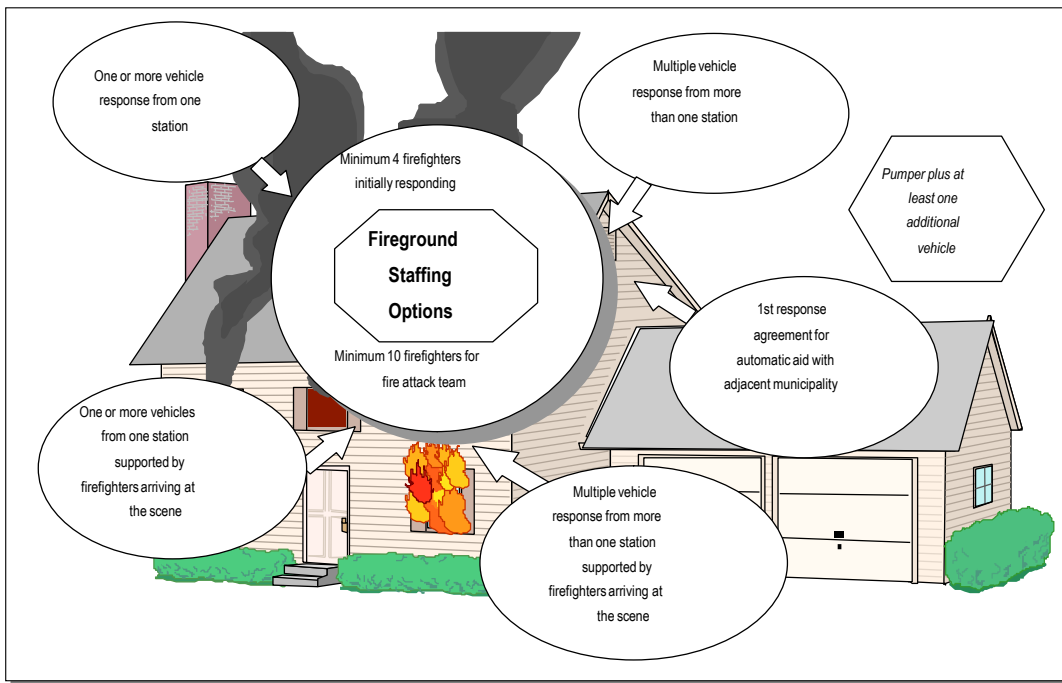 One or more vehicle
response from one
station
Multiple vehicle
response from more
than one station
Minimum 4 firefighters
initially responding
Pumper plus at
least one
additional
vehicle
Fireground
Staffing
Options
1st response
agreement for
automatic aid with
adjacent municipality
Minimum 10 firefighters for
fire attack team
One or more vehicles
from one station
supported by
firefighters arriving at
the scene
Multiple vehicle
response from more
than one station
supported by
firefighters arriving at
the scene